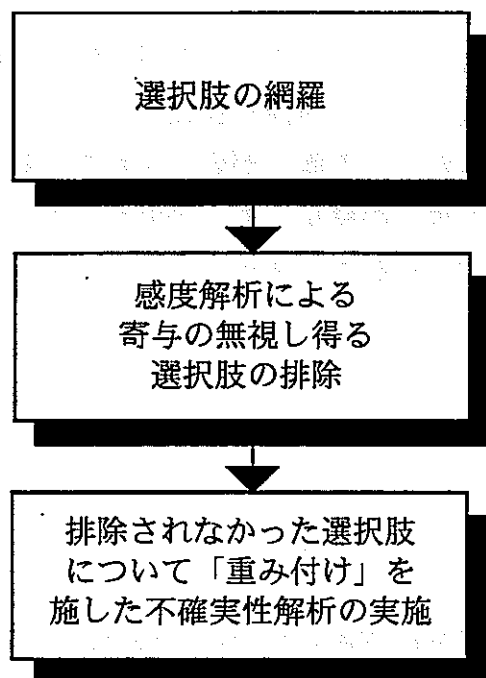 選択肢の網羅
感度解析による
寄与の無視し得る
選択肢の排除
排除されなかった選択肢
について「重み付け」を
施した不確実性解析の実施